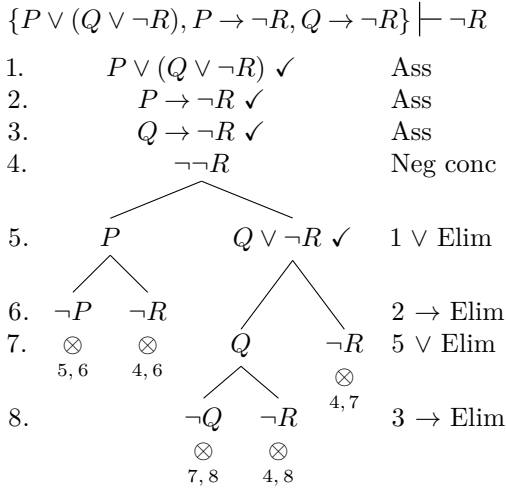 {P ∨ (Q ∨ ¬R), P → ¬R, Q → ¬R} ⊢ ¬R
1. P ∨ (Q ∨ ¬R) ✓ Ass
2. P → ¬R ✓ Ass
3. Q → ¬R ✓ Ass
4. ¬¬R Neg conc
5. P Q ∨ ¬R ✓ 1 ∨ Elim
6. ¬P ¬R 2 → Elim
7. ⊗ ⊗ Q ¬R 5 ∨ Elim
5, 6 4, 6 ⊗
4, 7
8. ¬Q ¬R 3 → Elim
⊗ ⊗
7, 8 4, 8